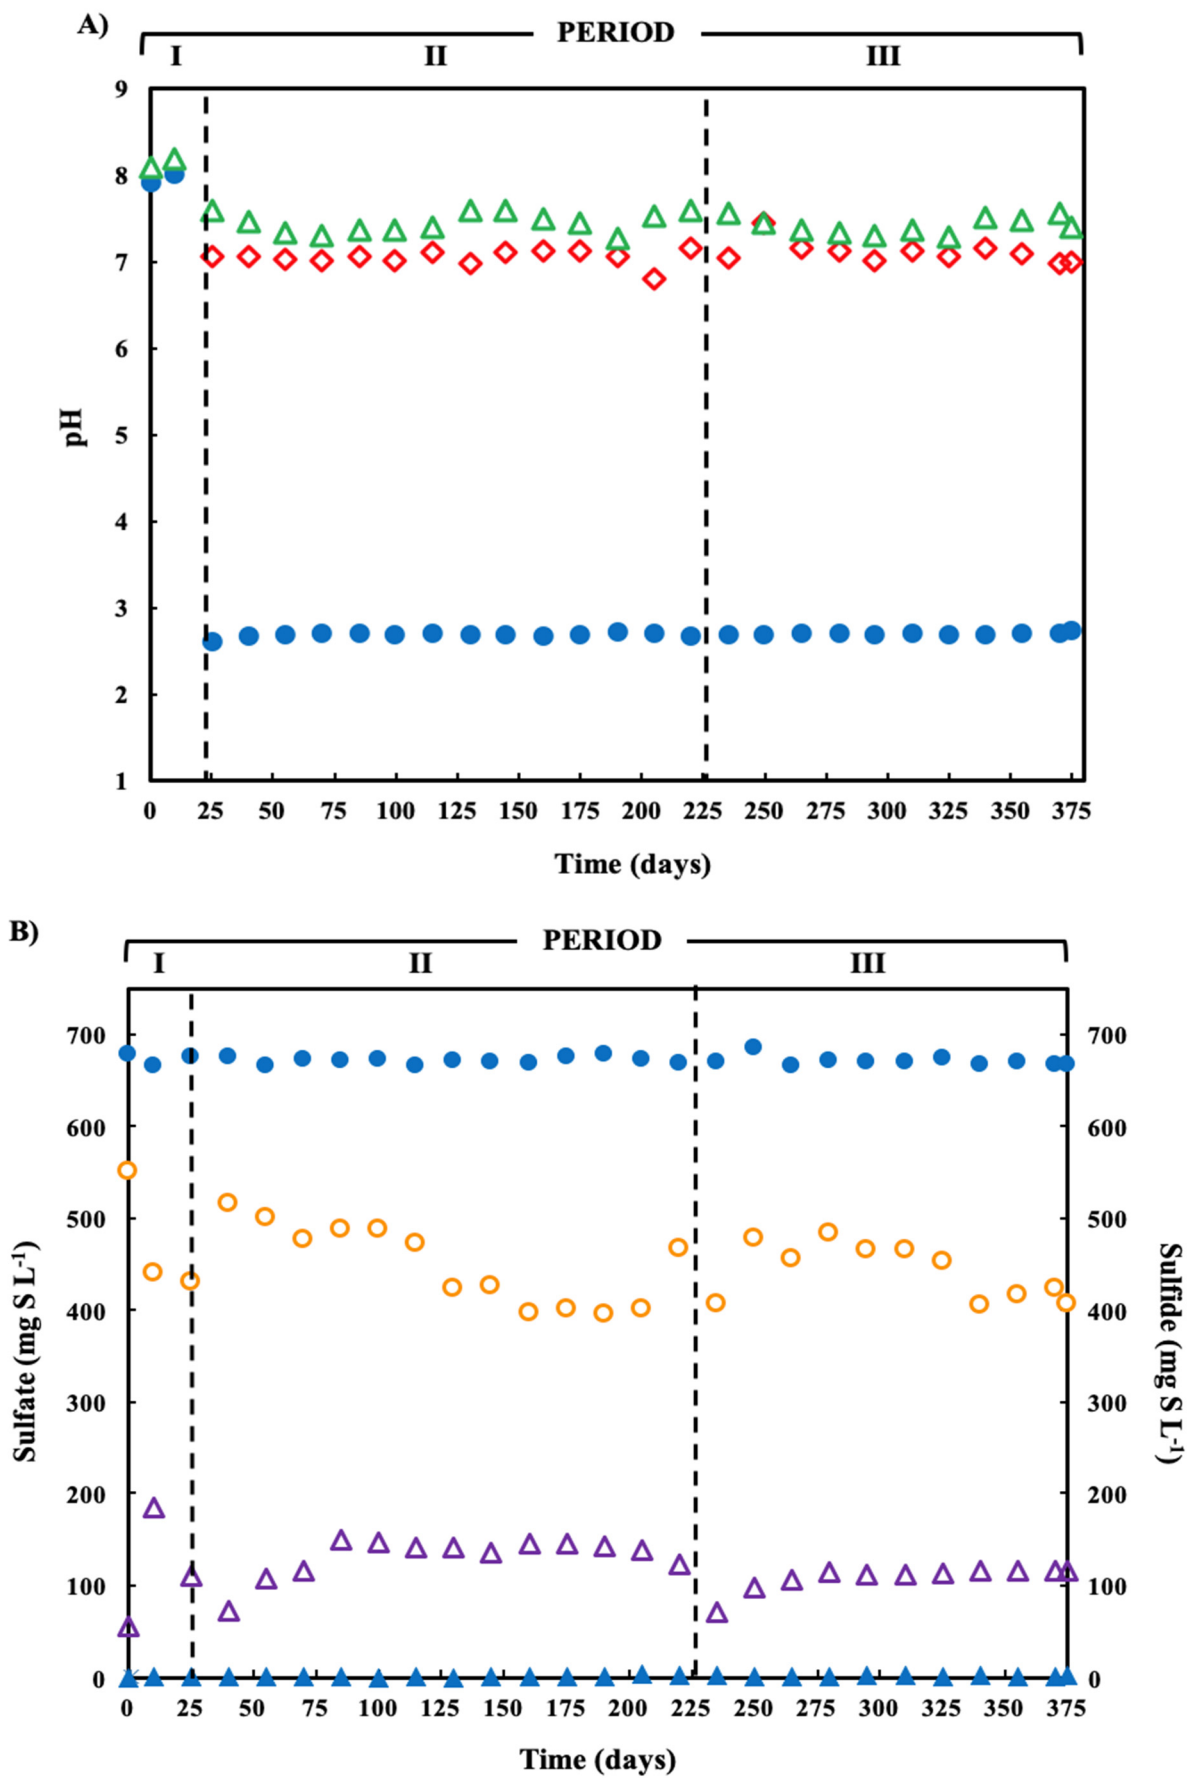 A)
PERIOD
I II III
9
8
7
6
5
4
3
2
1
pH
0 25 50 75 100 125 150 175 200 225 250 275 300 325 350 375
Time (days)
B)
PERIOD
I II III
700 700
600 600
500 500
400 400
300 300
200 200
100 100
0 0
Sulfate (mg S L-1)
Sulfide (mg S L-1)
0 25 50 75 100 125 150 175 200 225 250 275 300 325 350 375
Time (days)